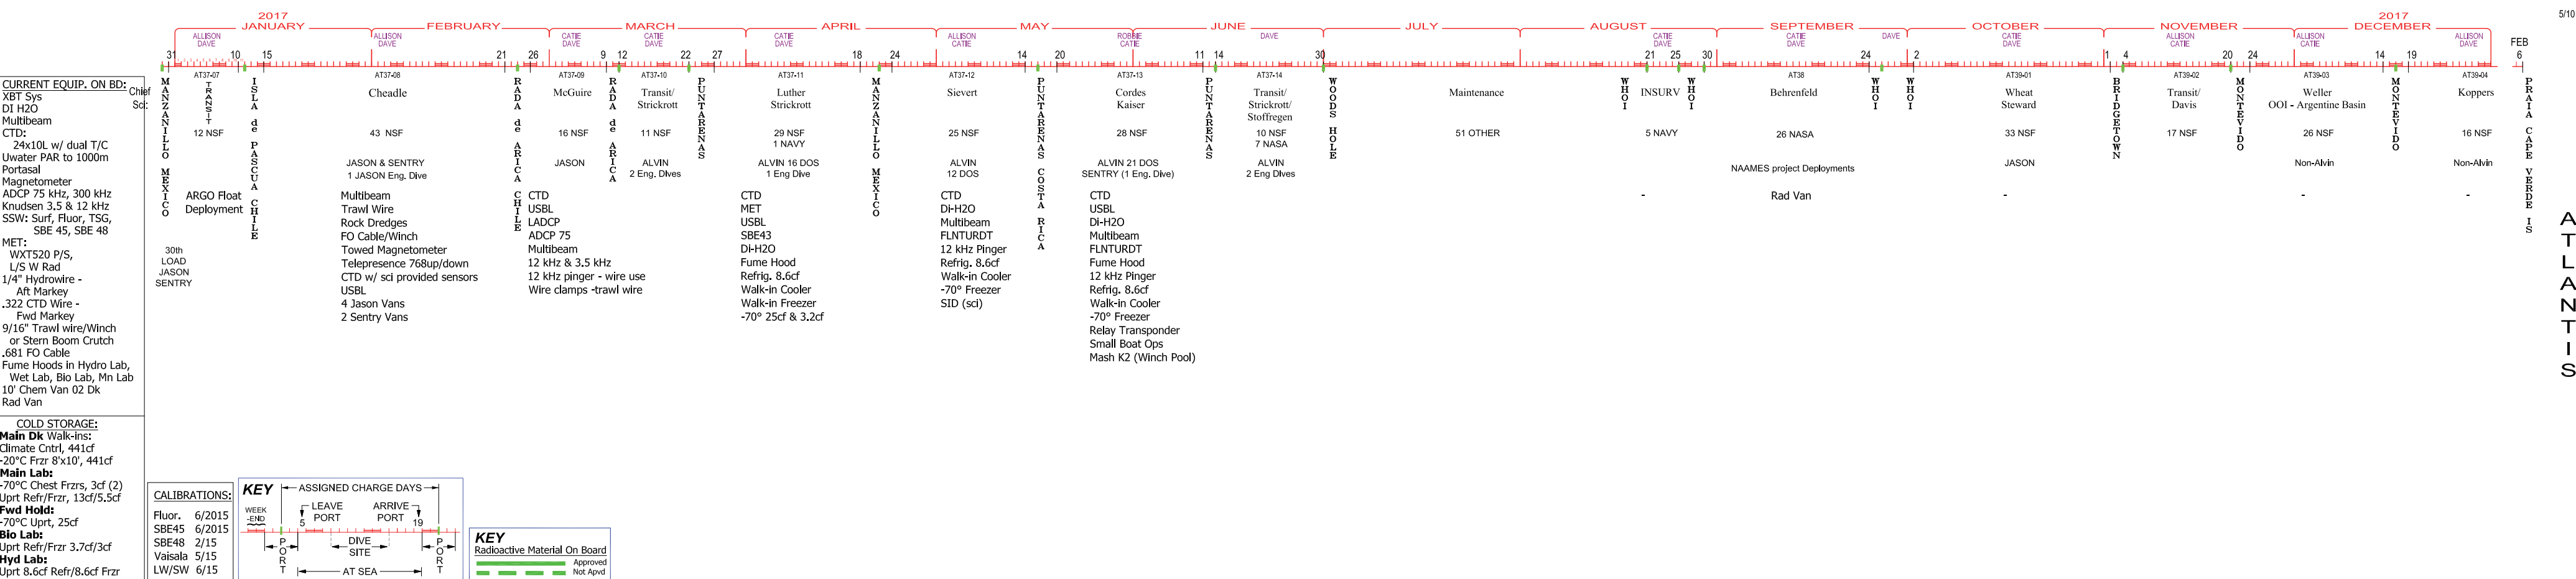 2017
JANUARY
FEBRUARY
MARCH
APRIL
MAY
JUNE
JULY
AUGUST
SEPTEMBER
OCTOBER
NOVEMBER
2017
DECEMBER
5/10
ALLISON
DAVE
ALLISON
DAVE
CATIE
DAVE
CATIE
DAVE
CATIE
DAVE
ALLISON
CATIE
ROBBIE
CATIE
DAVE
CATIE
DAVE
CATIE
DAVE
DAVE
CATIE
DAVE
ALLISON
CATIE
ALLISON
CATIE
ALLISON
DAVE
FEB
31 10 15 21 26 9 12 22 27 18 24 14 20 11 14 30 21 25 30 24 2 1 4 20 24 14 19 6
CURRENT EQUIP. ON BD:
XBT Sys
DI H2O
Multibeam
CTD:
24x10L w/ dual T/C
Uwater PAR to 1000m
Portasal
Magnetometer
ADCP 75 kHz, 300 kHz
Knudsen 3.5 & 12 kHz
SSW: Surf, Fluor, TSG,
SBE 45, SBE 48
MET:
WXT520 P/S,
L/S W Rad
1/4" Hydrowire -
Aft Markey
.322 CTD Wire -
Fwd Markey
9/16" Trawl wire/Winch
or Stern Boom Crutch
.681 FO Cable
Fume Hoods in Hydro Lab,
Wet Lab, Bio Lab, Mn Lab
10' Chem Van 02 Dk
Rad Van
COLD STORAGE:
Main Dk Walk-ins:
Climate Cntrl, 441cf
-20°C Frzr 8'x10', 441cf
Main Lab:
-70°C Chest Frzrs, 3cf (2)
Uprt Refr/Frzr, 13cf/5.5cf
Fwd Hold:
-70°C Uprt, 25cf
Bio Lab:
Uprt Refr/Frzr 3.7cf/3cf
Hyd Lab:
Uprt 8.6cf Refr/8.6cf Frzr
Chief
Sci:
MANZANILLO MEXICO
30th
LOAD
JASON
SENTRY
AT37-07
TRANSIT
12 NSF
ARGO Float
Deployment
ISLA de PASCUA CHILE
AT37-08
Cheadle
43 NSF
JASON & SENTRY
1 JASON Eng. Dive
Multibeam
Trawl Wire
Rock Dredges
FO Cable/Winch
Towed Magnetometer
Telepresence 768up/down
CTD w/ sci provided sensors
USBL
4 Jason Vans
2 Sentry Vans
RADA de ARICA CHILE
AT37-09
McGuire
16 NSF
JASON
CTD
USBL
LADCP
ADCP 75
Multibeam
12 kHz & 3.5 kHz
12 kHz pinger - wire use
Wire clamps -trawl wire
RADA de ARICA
AT37-10
Transit/
Strickrott
11 NSF
ALVIN
2 Eng. Dives
PUNTARENAS
AT37-11
Luther
Strickrott
29 NSF
1 NAVY
ALVIN 16 DOS
1 Eng Dive
CTD
MET
USBL
SBE43
Di-H2O
Fume Hood
Refrig. 8.6cf
Walk-in Cooler
Walk-in Freezer
-70° 25cf & 3.2cf
MANZANILLO MEXICO
AT37-12
Sievert
25 NSF
ALVIN
12 DOS
CTD
Di-H2O
Multibeam
FLNTURDT
12 kHz Pinger
Refrig. 8.6cf
Walk-in Cooler
-70° Freezer
SID (sci)
PUNTARENAS COSTA RICA
AT37-13
Cordes
Kaiser
28 NSF
ALVIN 21 DOS
SENTRY (1 Eng. Dive)
CTD
USBL
Di-H2O
Multibeam
FLNTURDT
Fume Hood
12 kHz Pinger
Refrig. 8.6cf
Walk-in Cooler
-70° Freezer
Relay Transponder
Small Boat Ops
Mash K2 (Winch Pool)
PUNTARENAS
AT37-14
Transit/
Strickrott/
Stoffregen
10 NSF
7 NASA
ALVIN
2 Eng Dives
WOODS HOLE
Maintenance
51 OTHER
WHOI
INSURV
5 NAVY
-
WHOI
AT38
Behrenfeld
26 NASA
NAAMES project Deployments
Rad Van
WHOI
WHOI
AT39-01
Wheat
Steward
33 NSF
JASON
-
BRIDGETOWN
AT39-02
Transit/
Davis
17 NSF
-
MONTEVIDO
AT39-03
Weller
OOI - Argentine Basin
26 NSF
Non-Alvin
-
MONTEVIDO
AT39-04
Koppers
16 NSF
Non-Alvin
-
PRAIA CAPE VERDE IS
ATLANTIS
CALIBRATIONS:
Fluor. 6/2015
SBE45 6/2015
SBE48 2/15
Vaisala 5/15
LW/SW 6/15
KEY
ASSIGNED CHARGE DAYS
WEEK
-END
LEAVE
PORT
ARRIVE
PORT
5
19
PORT
DIVE
SITE
PORT
AT SEA
KEY
Radioactive Material On Board
Approved
Not Apvd